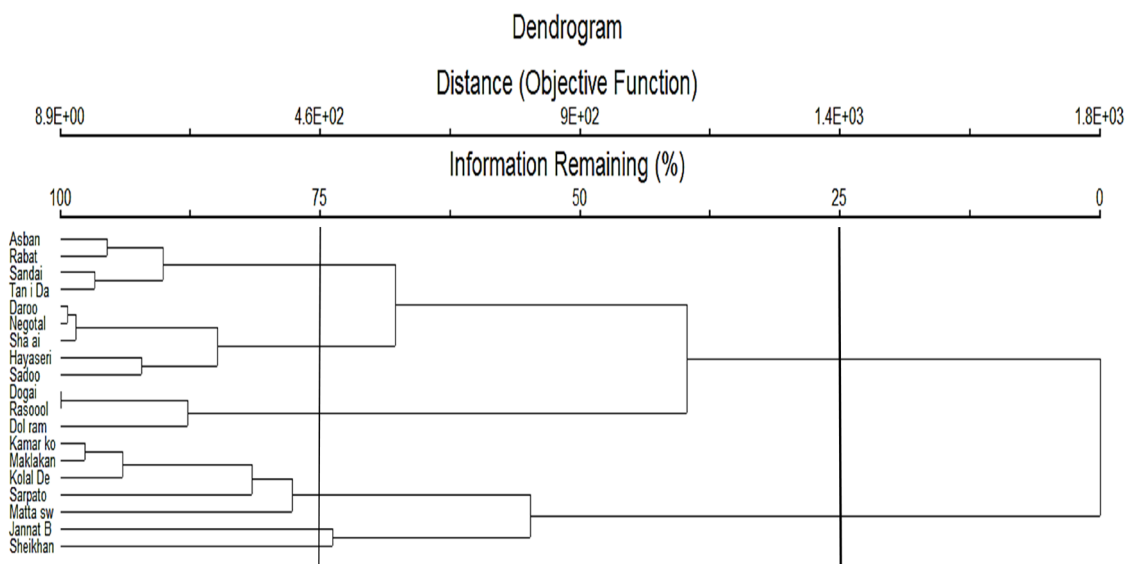 Dendrogram
Distance (Objective Function)
8.9E+00 4.6E+02 9E+02 1.4E+03 1.8E+03
Information Remaining (%)
100 75 50 25 0
Asban
Rabat
Sandai
Tan i Da
Daroo
Negotal
Sha ai
Hayaseri
Sadoo
Dogai
Rasoool
Dol ram
Kamar ko
Maklakan
Kolal De
Sarpato
Matta sw
Jannat B
Sheikhan